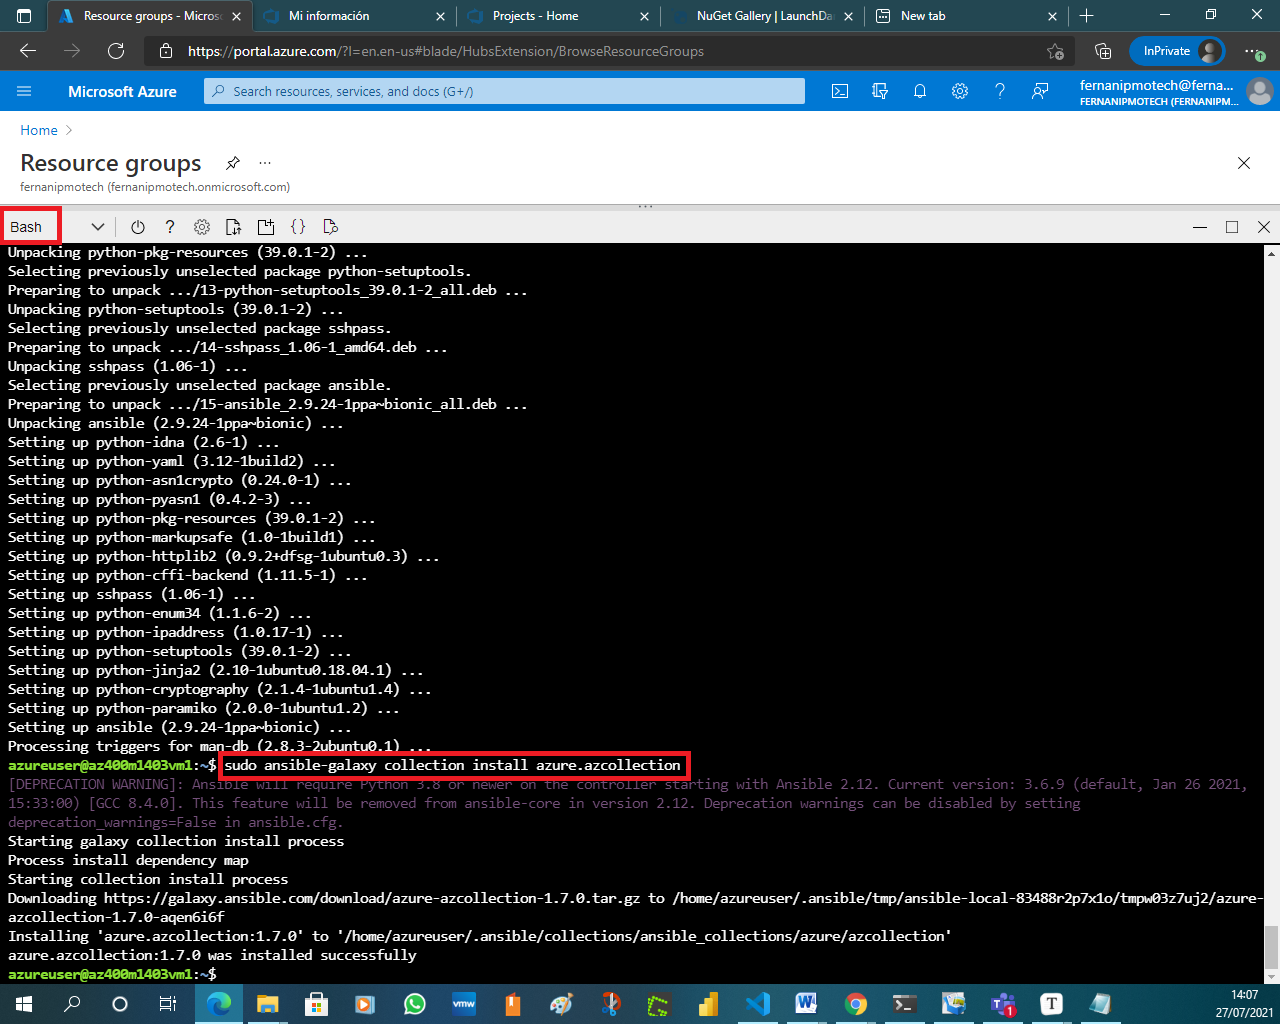 Resource groups - Micros
Mi información
Projects - Home
NuGet Gallery | LaunchDa
New tab
https://portal.azure.com/?l=en.en-us#blade/HubsExtension/BrowseResourceGroups
InPrivate
Microsoft Azure
Search resources, services, and docs (G+/)
fernanipmotech@ferna...
FERNANIPMOTECH (FERNANIPM...
Home
Resource groups
fernanipmotech (fernanipmotech.onmicrosoft.com)
Bash
Unpacking python-pkg-resources (39.0.1-2) ...
Selecting previously unselected package python-setuptools.
Preparing to unpack .../13-python-setuptools_39.0.1-2_all.deb ...
Unpacking python-setuptools (39.0.1-2) ...
Selecting previously unselected package sshpass.
Preparing to unpack .../14-sshpass_1.06-1_amd64.deb ...
Unpacking sshpass (1.06-1) ...
Selecting previously unselected package ansible.
Preparing to unpack .../15-ansible_2.9.24-1ppa~bionic_all.deb ...
Unpacking ansible (2.9.24-1ppa~bionic) ...
Setting up python-idna (2.6-1) ...
Setting up python-yaml (3.12-1build2) ...
Setting up python-asn1crypto (0.24.0-1) ...
Setting up python-pyasn1 (0.4.2-3) ...
Setting up python-pkg-resources (39.0.1-2) ...
Setting up python-markupsafe (1.0-1build1) ...
Setting up python-httplib2 (0.9.2+dfsg-1ubuntu0.3) ...
Setting up python-cffi-backend (1.11.5-1) ...
Setting up sshpass (1.06-1) ...
Setting up python-enum34 (1.1.6-2) ...
Setting up python-ipaddress (1.0.17-1) ...
Setting up python-setuptools (39.0.1-2) ...
Setting up python-jinja2 (2.10-1ubuntu0.18.04.1) ...
Setting up python-cryptography (2.1.4-1ubuntu1.4) ...
Setting up python-paramiko (2.0.0-1ubuntu1.2) ...
Setting up ansible (2.9.24-1ppa~bionic) ...
Processing triggers for man-db (2.8.3-2ubuntu0.1) ...
azureuser@az400m1403vm1:~$ sudo ansible-galaxy collection install azure.azcollection
[DEPRECATION WARNING]: Ansible will require Python 3.8 or newer on the controller starting with Ansible 2.12. Current version: 3.6.9 (default, Jan 26 2021,
15:33:00) [GCC 8.4.0]. This feature will be removed from ansible-core in version 2.12. Deprecation warnings can be disabled by setting
deprecation_warnings=False in ansible.cfg.
Starting galaxy collection install process
Process install dependency map
Starting collection install process
Downloading https://galaxy.ansible.com/download/azure-azcollection-1.7.0.tar.gz to /home/azureuser/.ansible/tmp/ansible-local-83488r2p7x1o/tmpw03z7uj2/azure-
azcollection-1.7.0-aqen6i6f
Installing 'azure.azcollection:1.7.0' to '/home/azureuser/.ansible/collections/ansible_collections/azure/azcollection'
azure.azcollection:1.7.0 was installed successfully
azureuser@az400m1403vm1:~$
14:07
27/07/2021